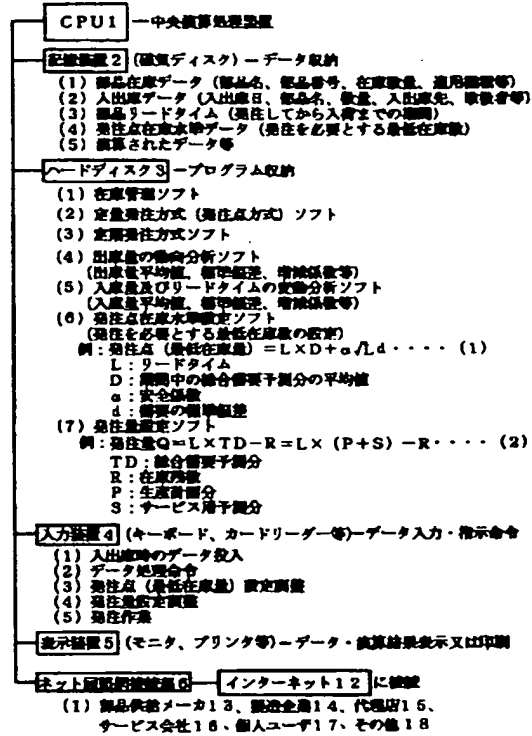 CPU1 ー中央演算処理装置
記憶装置2 (磁気ディスク) ーデータ収納
(1) 部品在庫データ (部品名、部品番号、在庫数量、適用機種等)
(2) 入出庫データ (入出庫日、部品名、数量、入出庫先、取扱者等)
(3) 部品リードタイム (発注してから入荷までの期間)
(4) 発注点在庫水準データ (発注を必要とする最低在庫数)
(5) 演算されたデータ等
ハードディスク3 ープログラム収納
(1) 在庫管理ソフト
(2) 定量発注方式 (発注点方式) ソフト
(3) 定期発注方式ソフト
(4) 出庫量の動向分析ソフト
(出庫量平均値、標準偏差、増減係数等)
(5) 入庫量及びリードタイムの変動分析ソフト
(入庫量平均値、標準偏差、増減係数等)
(6) 発注点在庫水準設定ソフト
(発注を必要とする最低在庫数の設定)
例:発注点 (最低在庫量) =L×D+α√Ld・・・・ (1)
L:リードタイム
D:期間中の総合需要予測分の平均値
α:安全係数
d:需要の標準偏差
(7) 発注量設定ソフト
例:発注量Q=L×TD-R=L× (P+S) -R・・・・ (2)
TD:総合需要予測分
R:在庫残数
P:生産計画分
S:サービス用予測分
入力装置4 (キーボード、カードリーダー等)ーデータ入力・指示命令
(1) 入出庫時のデータ投入
(2) データ処理命令
(3) 発注点 (最低在庫量) 設定調整
(4) 発注量設定調整
(5) 発注作業
表示装置5 (モニタ、プリンタ等) ーデータ・演算結果表示又は印刷
ネット 6 インターネット12 に接続
(1) 部品供給メーカ13、製造企業14、代理店15、
サービス会社16、個人ユーザ17、その他18